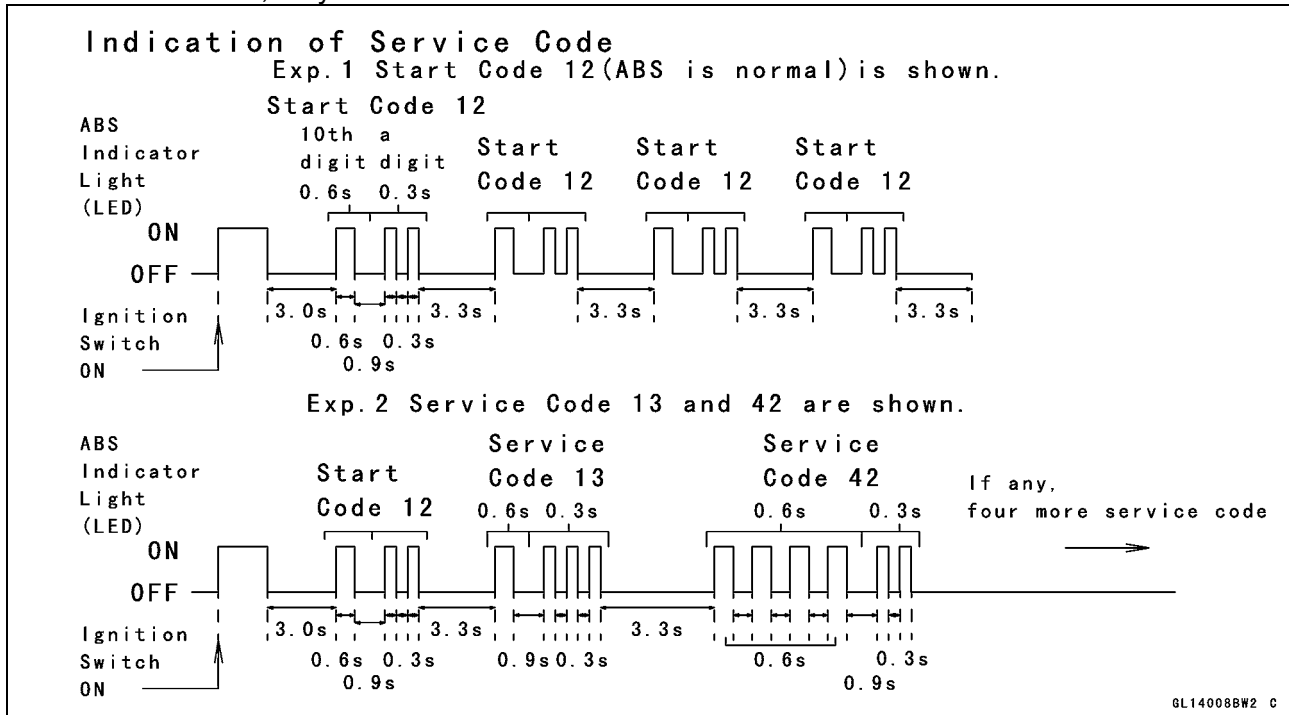 Indication of Service Code
Exp.1 Start Code 12(ABS is normal)is shown.
Start Code 12
ABS
Indicator
Light
(LED)
10th a
digit digit
0.6s 0.3s
Start
Code 12
Start
Code 12
Start
Code 12
ON
OFF
3.0s 3.3s 3.3s 3.3s 3.3s
0.6s 0.3s
0.9s
Ignition
Switch
ON
Exp.2 Service Code 13 and 42 are shown.
ABS
Indicator
Light
(LED)
Start
Code 12
Service
Code 13
0.6s 0.3s
Service
Code 42
0.6s 0.3s
If any,
four more service code
ON
OFF
3.0s 3.3s 3.3s
0.6s 0.3s 0.9s 0.3s 0.6s 0.3s
0.9s 0.9s
Ignition
Switch
ON
GL14008BW2 C